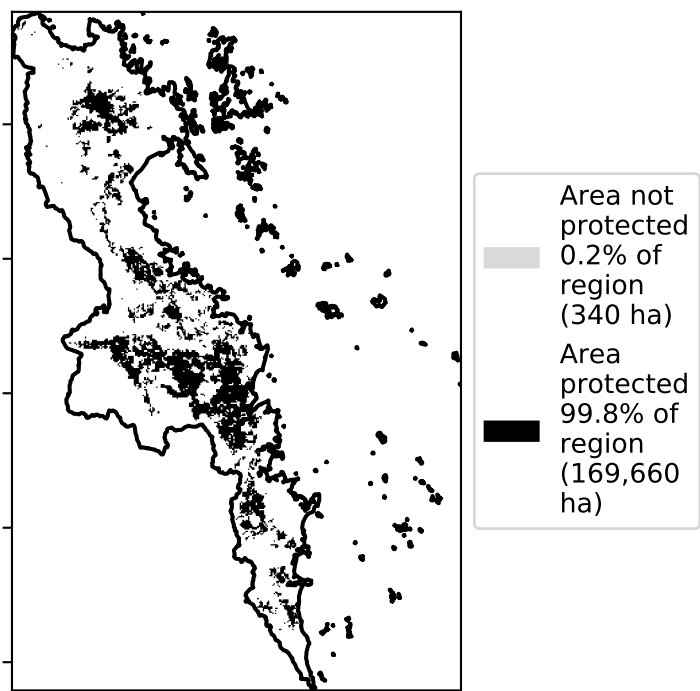 Area not
protected
0.2% of
region
(340 ha)
Area
protected
99.8% of
region
(169,660
ha)